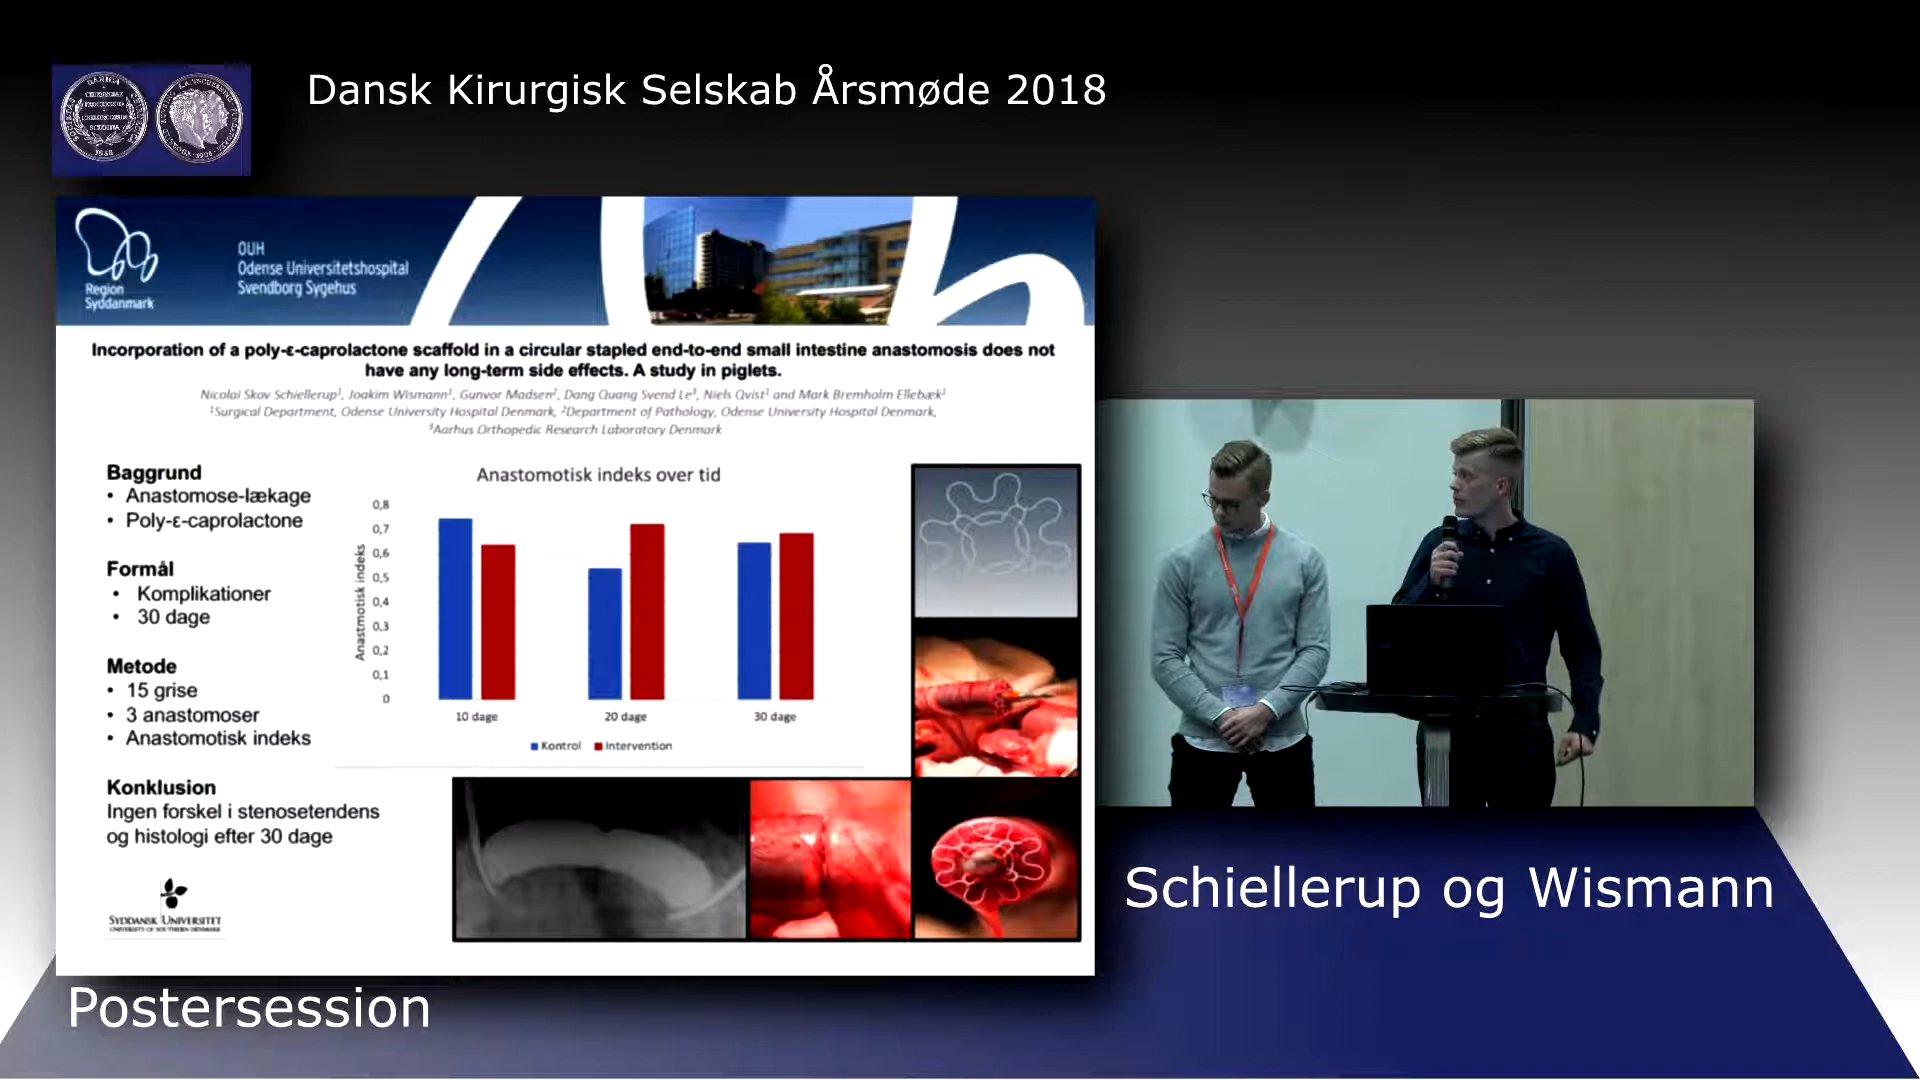 Dansk Kirurgisk Selskab Årsmøde 2018
OUH
Odense Universitetshospital
Svendborg Sygehus
Region
Syddanmark
Incorporation of a poly-ε-caprolactone scaffold in a circular stapled end-to-end small intestine anastomosis does not
have any long-term side effects. A study in piglets.
Nicolai Skov Schiellerup¹, Joakim Wismann¹, Gunvor Madsen², Dang Quang Svend Le³, Niels Qvist¹ and Mark Bremholm Ellebæk¹
¹Surgical Department, Odense University Hospital Denmark, ²Department of Pathology, Odense University Hospital Denmark,
³Aarhus Orthopedic Research Laboratory Denmark
Baggrund
• Anastomose-lækage
• Poly-ε-caprolactone
Formål
• Komplikationer
• 30 dage
Metode
• 15 grise
• 3 anastomoser
• Anastomotisk indeks
Konklusion
Ingen forskel i stenosetendens
og histologi efter 30 dage
Anastomotisk indeks over tid
Anastmotisk indeks
0,8
0,7
0,6
0,5
0,4
0,3
0,2
0,1
0
10 dage 20 dage 30 dage
Kontrol Intervention
SYDDANSK UNIVERSITET
UNIVERSITY OF SOUTHERN DENMARK
Schiellerup og Wismann
Postersession